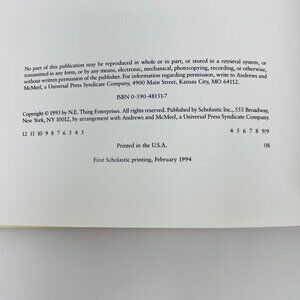 No part of this publication may be reproduced in whole or in part, or stored in a retrieval system, or
transmitted in any form, or by any means, electronic, mechanical, photocopying, recording, or otherwise,
without written permission of the publisher. For information regarding permission, write to Andrews and
McMeel, a Universal Press Syndicate Company, 4900 Main Street, Kansas City, MO 64112.
ISBN 0-590-48151-7
Copyright © 1993 by N.E. Thing Enterprises. All rights reserved. Published by Scholastic Inc., 555 Broadway,
New York, NY 10012, by arrangement with Andrews and McMeel, a Universal Press Syndicate Company.
12 11 10 9 8 7 6 5 4 3 4 5 6 7 8 9/9
Printed in the U.S.A. 08
First Scholastic printing, February 1994